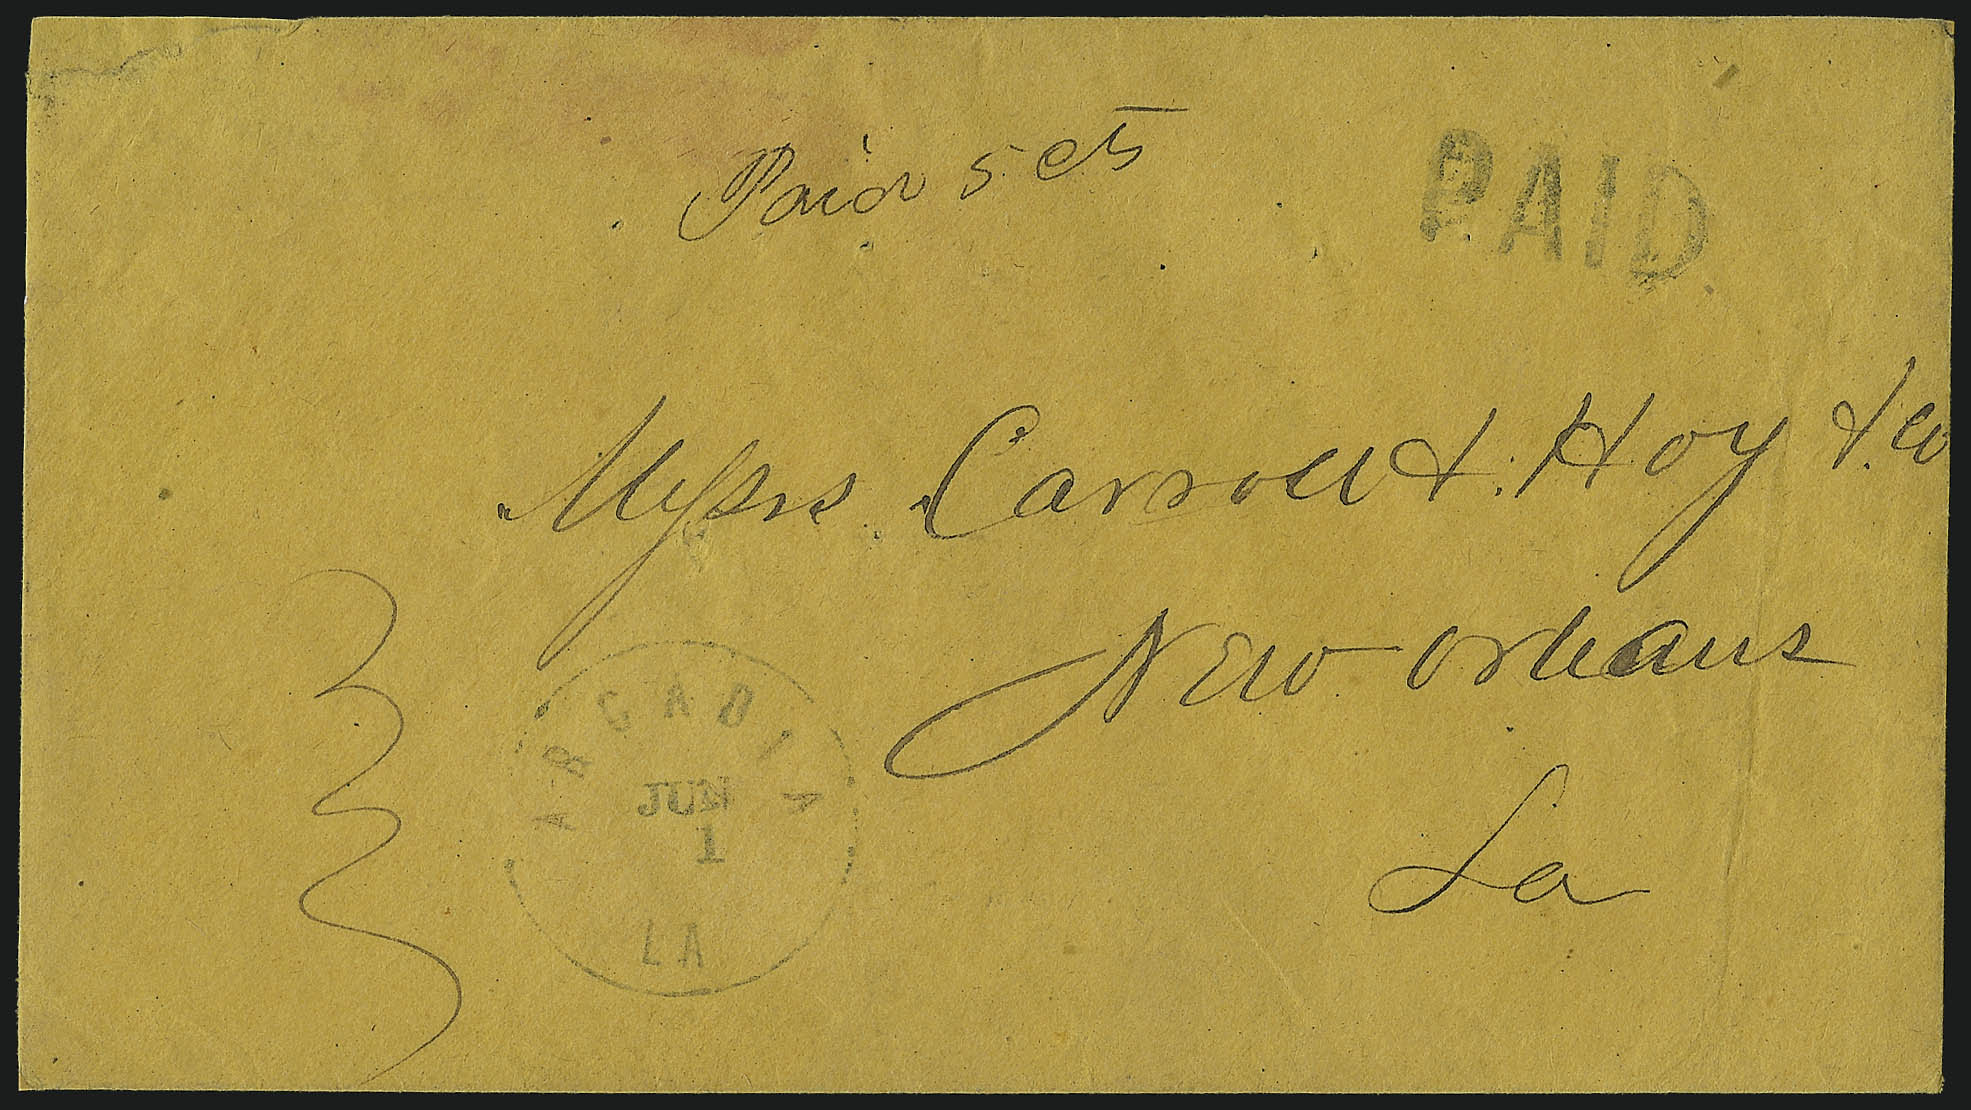 Paid 5 cts
PAID
Messrs Carroll & Hoy & Co
New Orleans
La
ARCADIA
JUN
1
LA